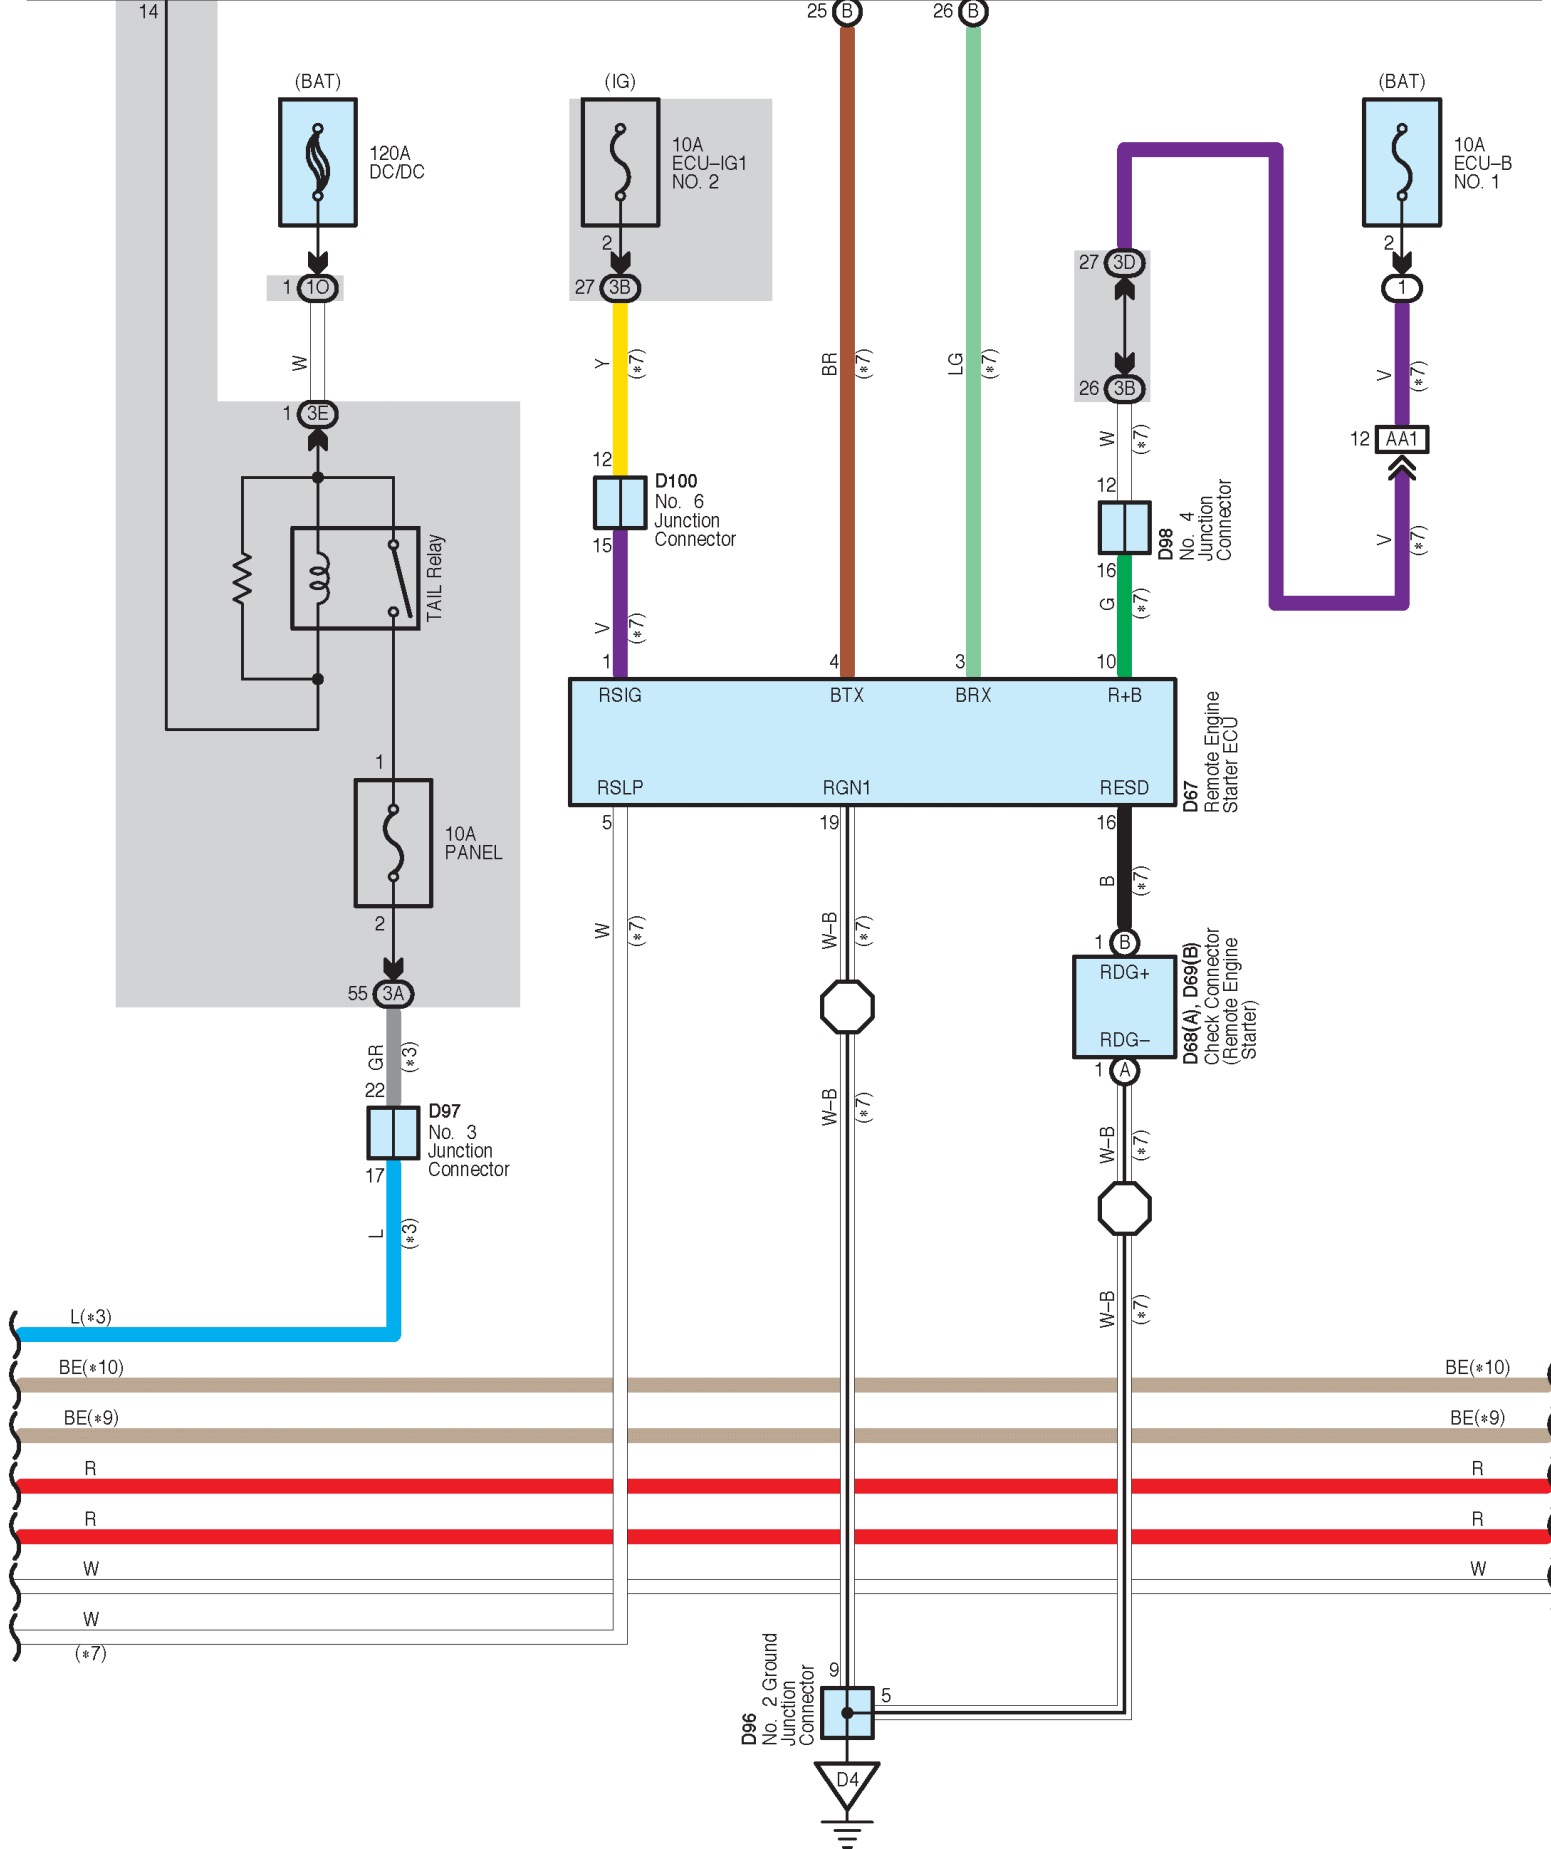 14
25 B
26 B
(BAT)
(IG)
(BAT)
120A
DC/DC
10A
ECU–IG1
NO. 2
10A
ECU–B
NO. 1
2
2
1 1O
27 3B
27 3D
1
W
Y
(*7)
BR
(*7)
LG
(*7)
26 3B
V
(*7)
1 3E
W
(*7)
12 AA1
12
D100
No. 6
Junction
Connector
15
12
D98
No. 4
Junction
Connector
16
V
(*7)
TAIL Relay
G
(*7)
V
(*7)
1
4
3
10
RSIG
BTX
BRX
R+B
RSLP
RGN1
RESD
D67
Remote Engine
Starter ECU
1
10A
PANEL
2
5
19
16
B
(*7)
W
(*7)
W–B
(*7)
1 B
RDG+
RDG–
D68(A), D69(B)
Check Connector
(Remote Engine
Starter)
1 A
55 3A
GR
(*3)
22
D97
No. 3
Junction
Connector
17
W–B
(*7)
W–B
(*7)
L
(*3)
W–B
(*7)
L(*3)
BE(*10)
BE(*10)
BE(*9)
BE(*9)
R
R
R
R
W
W
W
(*7)
9
5
D96
No. 2 Ground
Junction
Connector
D4